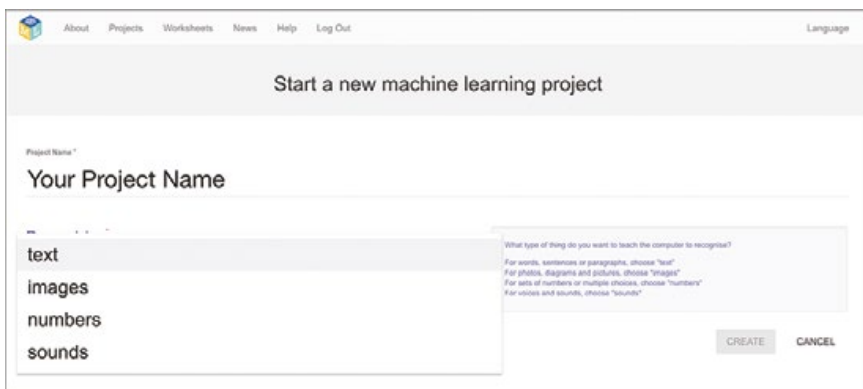 About Projects Worksheets News Help Log Out Language
Start a new machine learning project
Project Name *
Your Project Name
text
images
numbers
sounds
What type of thing do you want to teach the computer to recognise?
For words, sentences or paragraphs, choose "text"
For photos, diagrams and pictures, choose "images"
For sets of numbers or multiple choices, choose "numbers"
For voices and sounds, choose "sounds"
CREATE CANCEL